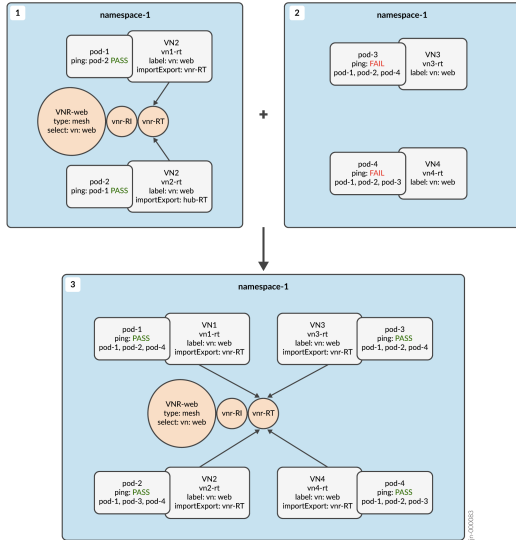 1
namespace-1
pod-1
ping: pod-2 PASS
VN2
vn1-rt
label: vn: web
importExport: vnr-RT
VNR-web
type: mesh
select: vn: web
vnr-RI
vnr-RT
pod-2
ping: pod-1 PASS
VN2
vn2-rt
label: vn: web
importExport: hub-RT
+
2
namespace-1
pod-3
ping: FAIL
pod-1, pod-2, pod-4
VN3
vn3-rt
label: vn: web
pod-4
ping: FAIL
pod-1, pod-2, pod-3
VN4
vn4-rt
label: vn: web
3
namespace-1
pod-1
ping: PASS
pod-1, pod-2, pod-4
VN1
vn1-rt
label: vn: web
importExport: vnr-RT
VN3
vn3-rt
label: vn: web
importExport: vnr-RT
pod-3
ping: PASS
pod-1, pod-2, pod-4
VNR-web
type: mesh
select: vn: web
vnr-RI
vnr-RT
pod-2
ping: PASS
pod-1, pod-3, pod-4
VN2
vn2-rt
label: vn: web
importExport: vnr-RT
VN4
vn4-rt
label: vn: web
importExport: vnr-RT
pod-4
ping: PASS
pod-1, pod-2, pod-3
jn-000083